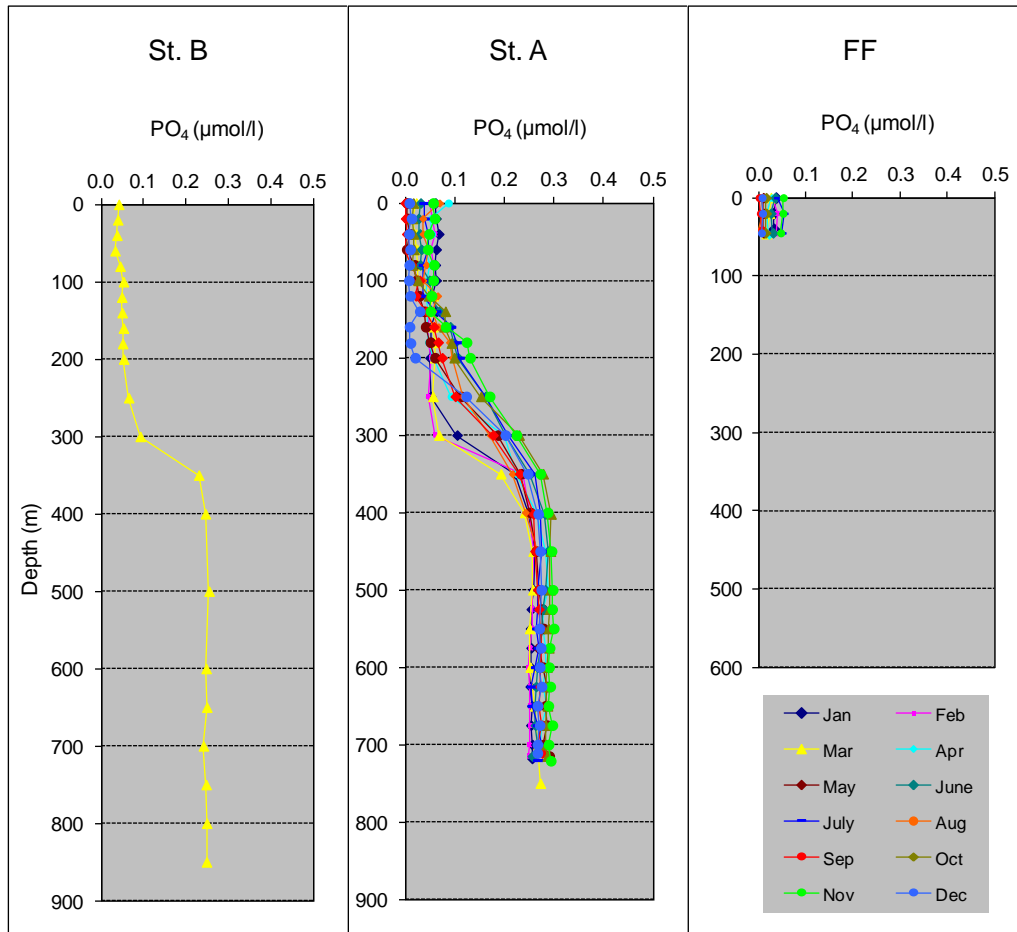 St. B
St. A
FF
PO₄ (µmol/l)
PO₄ (µmol/l)
PO₄ (µmol/l)
0.0 0.1 0.2 0.3 0.4 0.5
0.0 0.1 0.2 0.3 0.4 0.5
0.0 0.1 0.2 0.3 0.4 0.5
Depth (m)
0
100
200
300
400
500
600
700
800
900
0
100
200
300
400
500
600
700
800
900
0
100
200
300
400
500
600
Jan Feb
Mar Apr
May June
July Aug
Sep Oct
Nov Dec